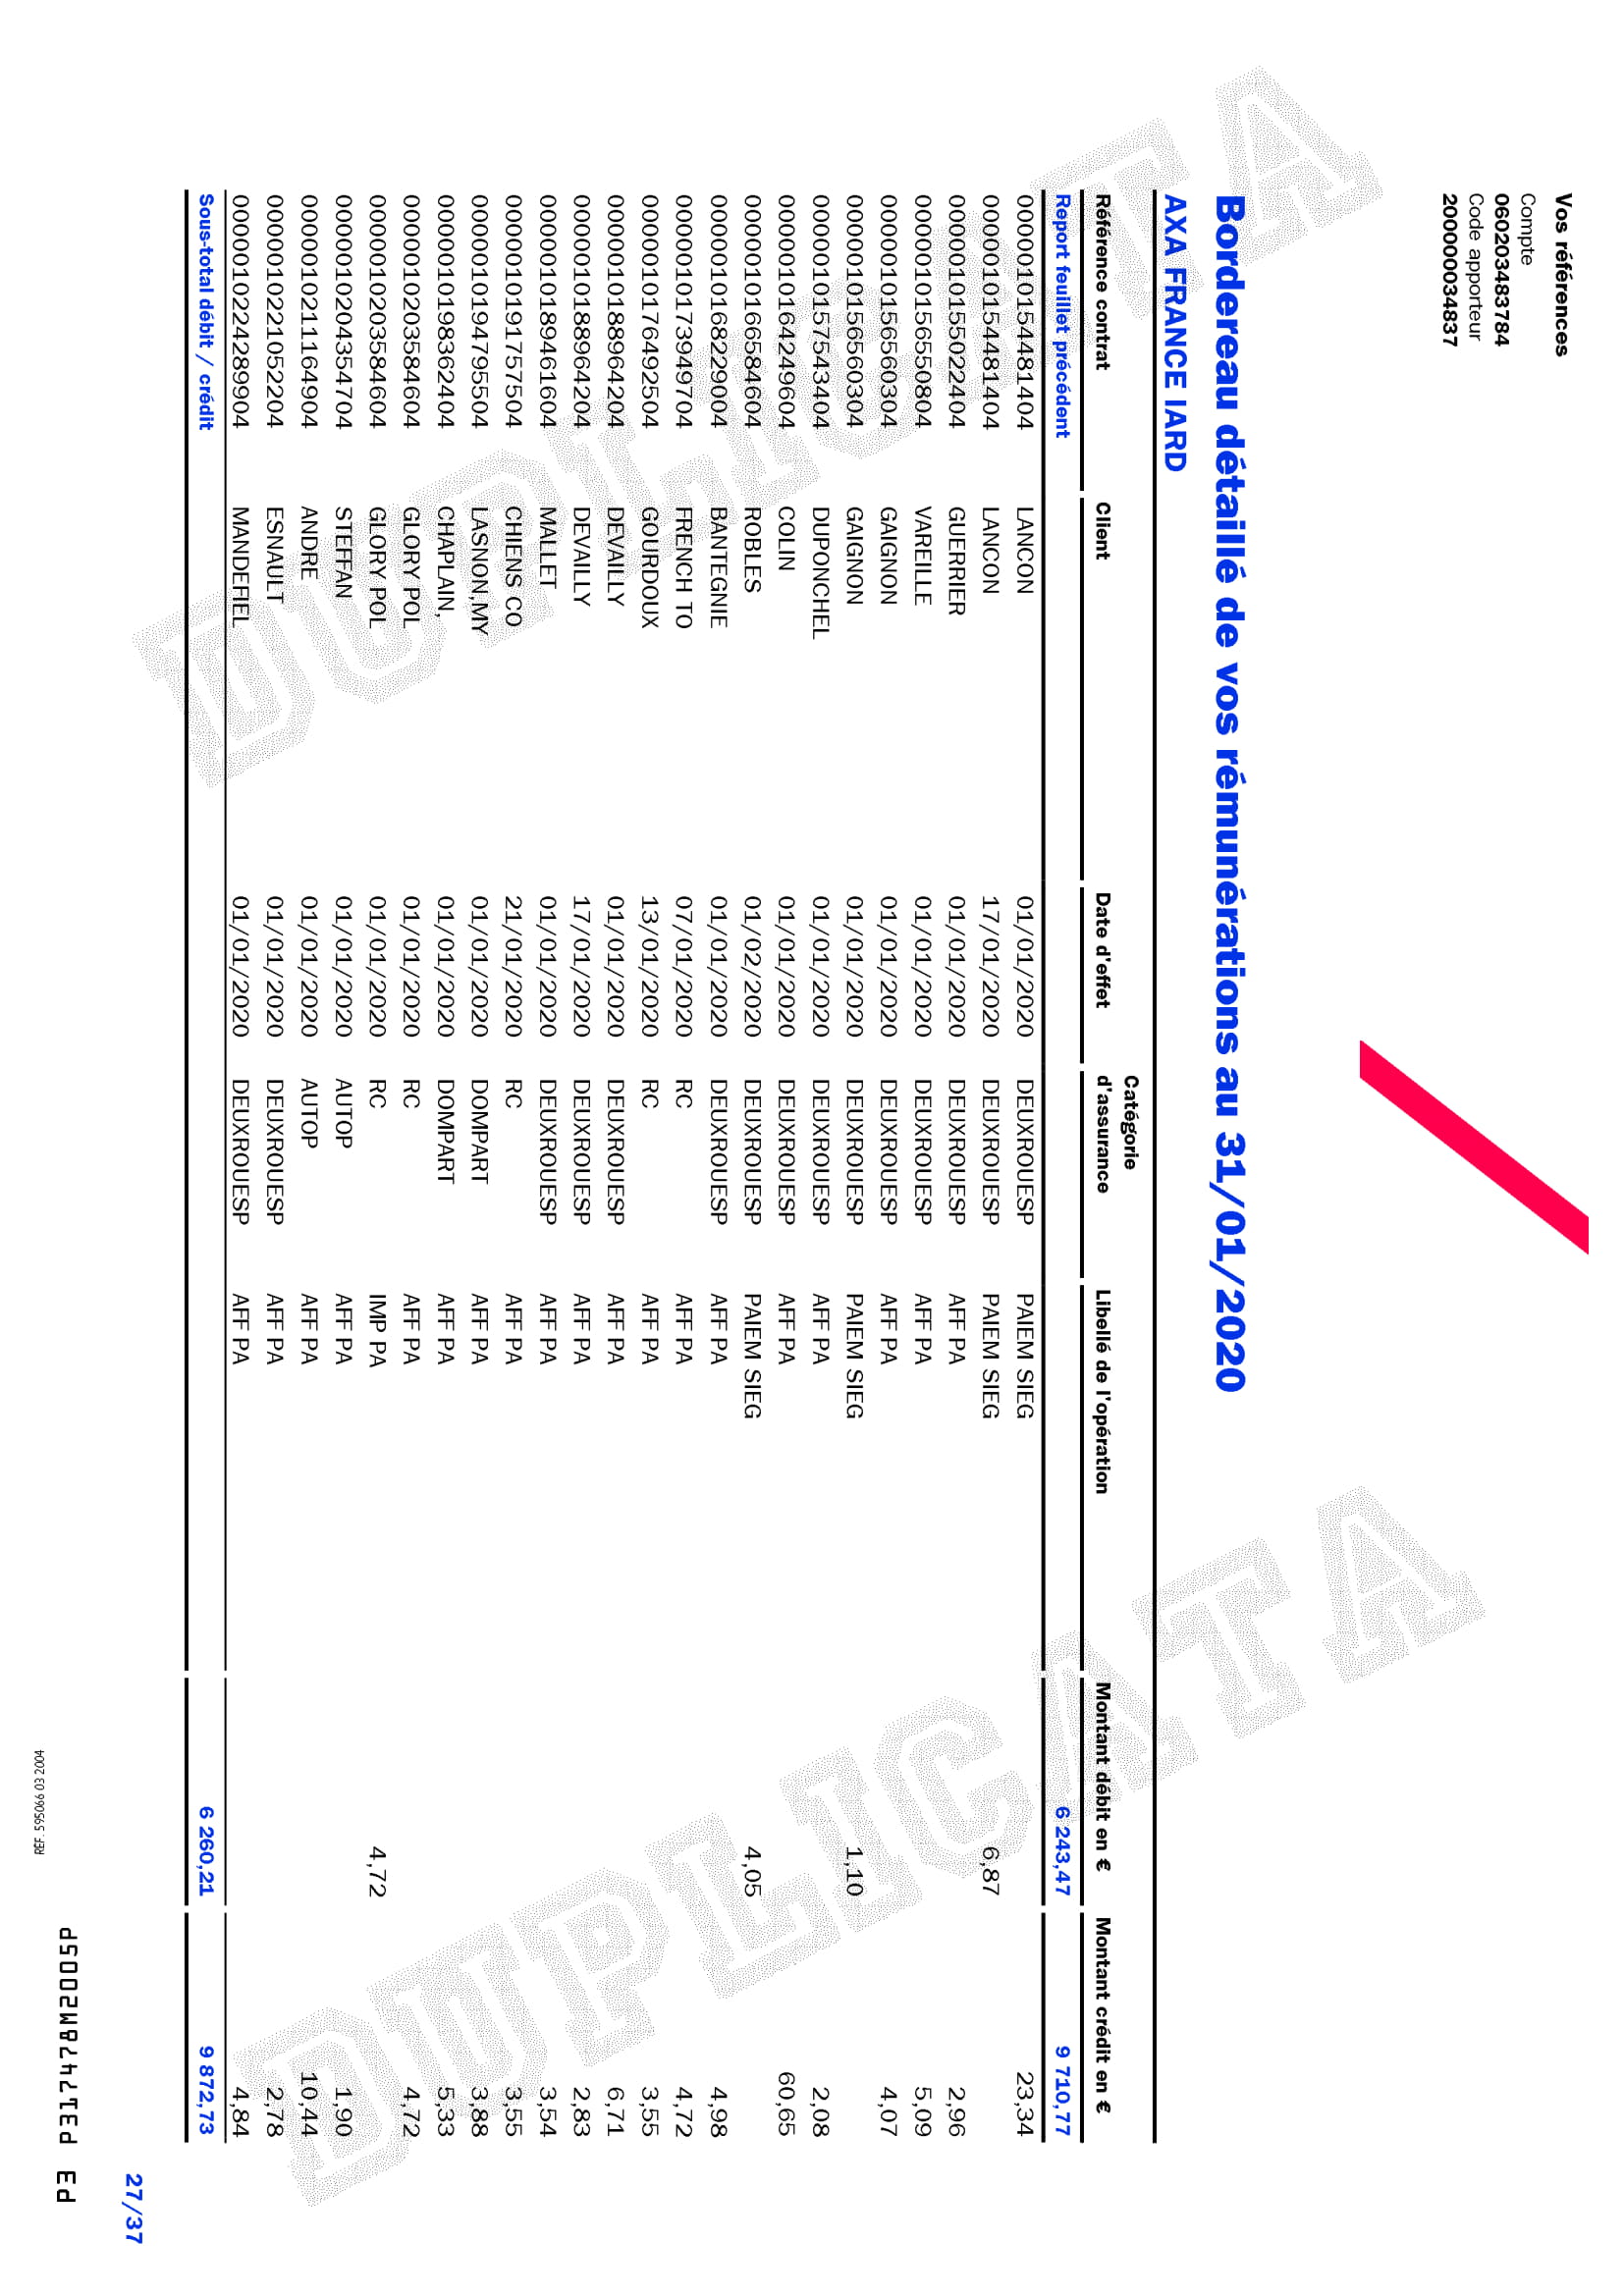 Vos références
Compte
060203483784
Code apporteur
200000034837
Bordereau détaillé de vos rémunérations au 31/01/2020
AXA FRANCE IARD
Référence contrat Client Date d'effet Catégorie d'assurance Libellé de l'opération Montant débit en € Montant crédit en €
Report feuillet précédent 6 243,47 9 710,77
0000010154481404 LANCON 01/01/2020 DEUXROUESP PAIEM SIEG 23,34
0000010154481404 LANCON 17/01/2020 DEUXROUESP PAIEM SIEG 6,87
0000010155022404 GUERRIER 01/01/2020 DEUXROUESP AFF PA 2,96
0000010156550804 VAREILLE 01/01/2020 DEUXROUESP AFF PA 5,09
0000010156560304 GAIGNON 01/01/2020 DEUXROUESP AFF PA 4,07
0000010156560304 GAIGNON 01/01/2020 DEUXROUESP PAIEM SIEG 1,10
0000010157543404 DUPONCHEL 01/01/2020 DEUXROUESP AFF PA 2,08
0000010164249604 COLIN 01/01/2020 DEUXROUESP AFF PA 60,65
0000010166584604 ROBLES 01/02/2020 DEUXROUESP PAIEM SIEG 4,05
0000010168229004 BANTEGNIE 01/01/2020 DEUXROUESP AFF PA 4,98
0000010173949704 FRENCH TO 07/01/2020 RC AFF PA 4,72
0000010176492504 GOURDOUX 13/01/2020 RC AFF PA 3,55
0000010188964204 DEVAILLY 01/01/2020 DEUXROUESP AFF PA 6,71
0000010188964204 DEVAILLY 17/01/2020 DEUXROUESP AFF PA 2,83
0000010189461604 MALLET 01/01/2020 DEUXROUESP AFF PA 3,54
0000010191757504 CHIENS CO 21/01/2020 RC AFF PA 3,55
0000010194795504 LASNON,MY 01/01/2020 DOMPART AFF PA 3,88
0000010198362404 CHAPLAIN, 01/01/2020 DOMPART AFF PA 5,33
0000010203584604 GLORY POL 01/01/2020 RC AFF PA 4,72
0000010203584604 GLORY POL 01/01/2020 RC IMP PA 4,72
0000010204354704 STEFFAN 01/01/2020 AUTOP AFF PA 1,90
0000010211164904 ANDRE 01/01/2020 AUTOP AFF PA 10,44
0000010221052204 ESNAULT 01/01/2020 DEUXROUESP AFF PA 2,78
0000010224289904 MANDEFIEL 01/01/2020 DEUXROUESP AFF PA 4,84
Sous-total débit / crédit 6 260,21 9 872,73
27/37
REF. 595066 03 2004
P3179478M2000SP P3
DUPLICATA
DUPLICATA